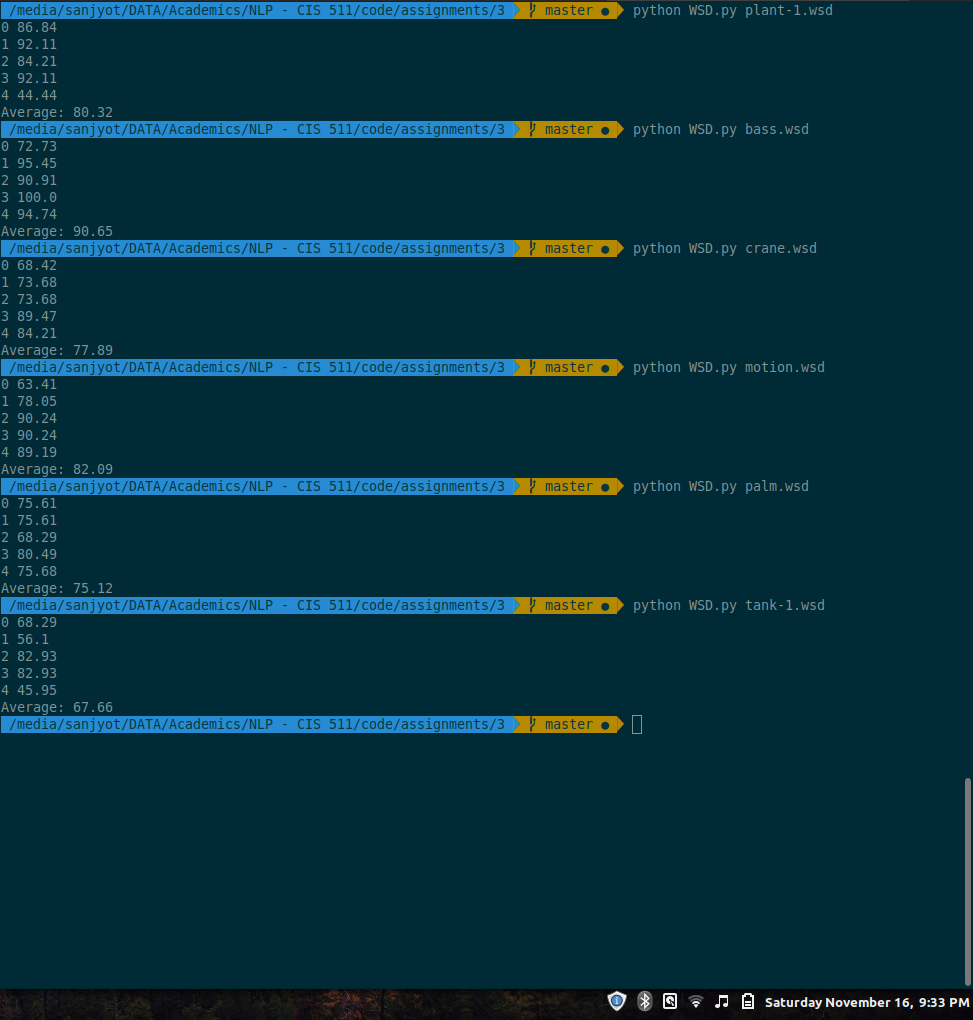 /media/sanjyot/DATA/Academics/NLP - CIS 511/code/assignments/3 master ● python WSD.py plant-1.wsd
0 86.84
1 92.11
2 84.21
3 92.11
4 44.44
Average: 80.32
/media/sanjyot/DATA/Academics/NLP - CIS 511/code/assignments/3 master ● python WSD.py bass.wsd
0 72.73
1 95.45
2 90.91
3 100.0
4 94.74
Average: 90.65
/media/sanjyot/DATA/Academics/NLP - CIS 511/code/assignments/3 master ● python WSD.py crane.wsd
0 68.42
1 73.68
2 73.68
3 89.47
4 84.21
Average: 77.89
/media/sanjyot/DATA/Academics/NLP - CIS 511/code/assignments/3 master ● python WSD.py motion.wsd
0 63.41
1 78.05
2 90.24
3 90.24
4 89.19
Average: 82.09
/media/sanjyot/DATA/Academics/NLP - CIS 511/code/assignments/3 master ● python WSD.py palm.wsd
0 75.61
1 75.61
2 68.29
3 80.49
4 75.68
Average: 75.12
/media/sanjyot/DATA/Academics/NLP - CIS 511/code/assignments/3 master ● python WSD.py tank-1.wsd
0 68.29
1 56.1
2 82.93
3 82.93
4 45.95
Average: 67.66
/media/sanjyot/DATA/Academics/NLP - CIS 511/code/assignments/3 master ●
Saturday November 16, 9:33 PM